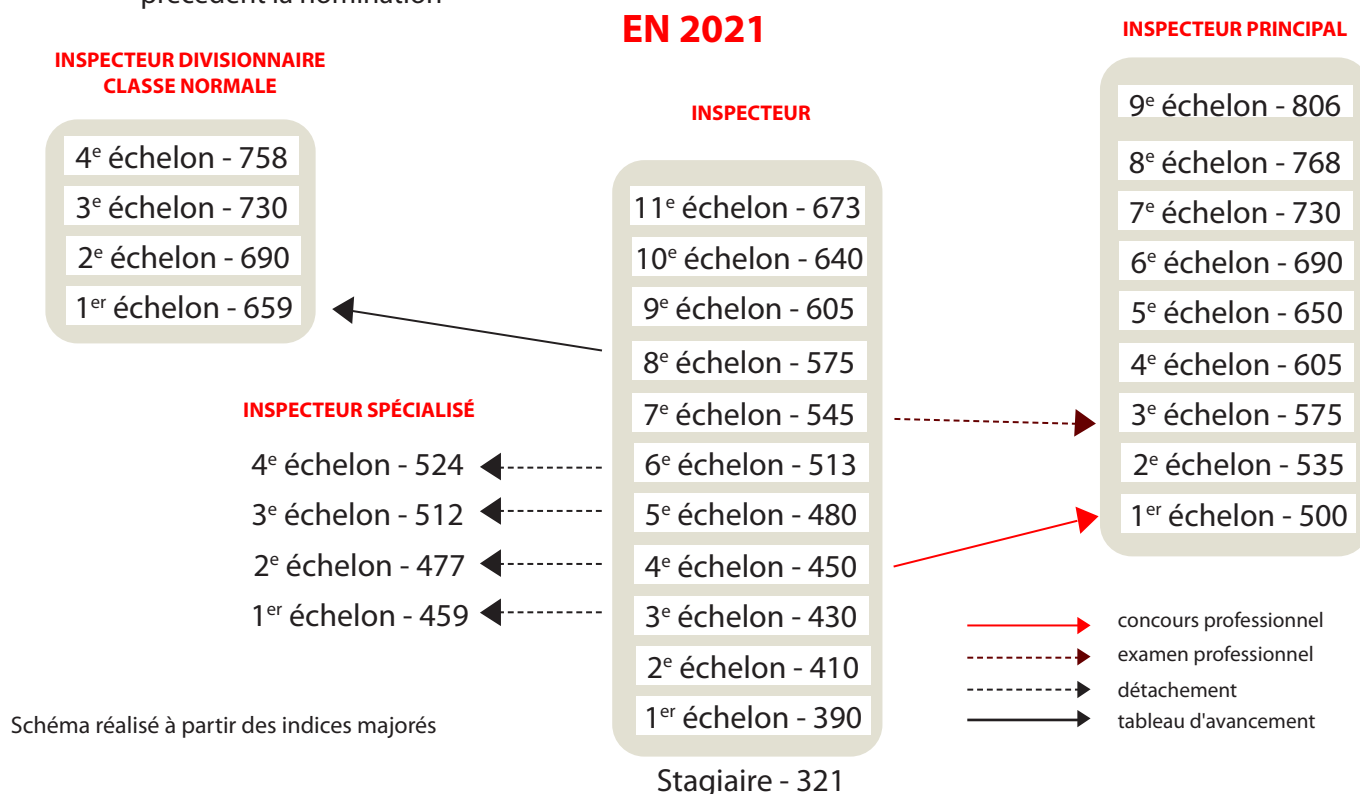 précédent la nomination
EN 2021
INSPECTEUR DIVISIONNAIRE
CLASSE NORMALE
4e échelon - 758
3e échelon - 730
2e échelon - 690
1er échelon - 659
INSPECTEUR SPÉCIALISÉ
4e échelon - 524
3e échelon - 512
2e échelon - 477
1er échelon - 459
INSPECTEUR
11e échelon - 673
10e échelon - 640
9e échelon - 605
8e échelon - 575
7e échelon - 545
6e échelon - 513
5e échelon - 480
4e échelon - 450
3e échelon - 430
2e échelon - 410
1er échelon - 390
Stagiaire - 321
INSPECTEUR PRINCIPAL
9e échelon - 806
8e échelon - 768
7e échelon - 730
6e échelon - 690
5e échelon - 650
4e échelon - 605
3e échelon - 575
2e échelon - 535
1er échelon - 500
concours professionnel
examen professionnel
détachement
tableau d'avancement
Schéma réalisé à partir des indices majorés